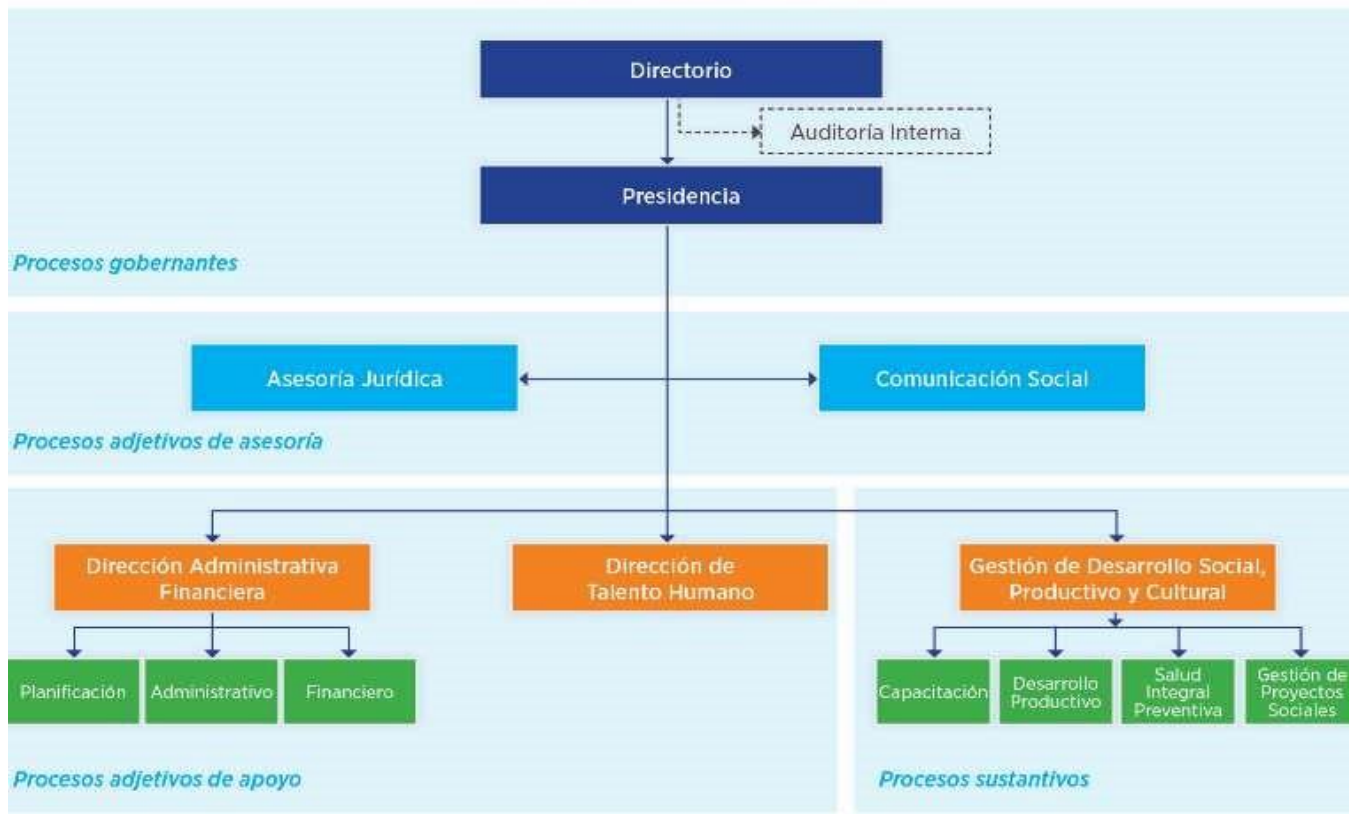 Directorio
Auditoría Interna
Presidencia
Procesos gobernantes
Asesoría Jurídica
Comunicación Social
Procesos adjetivos de asesoría
Dirección Administrativa
Financiera
Dirección de
Talento Humano
Gestión de Desarrollo Social,
Productivo y Cultural
Planificación
Administrativo
Financiero
Capacitación
Desarrollo
Productivo
Salud
Integral
Preventiva
Gestión de
Proyectos
Sociales
Procesos adjetivos de apoyo
Procesos sustantivos